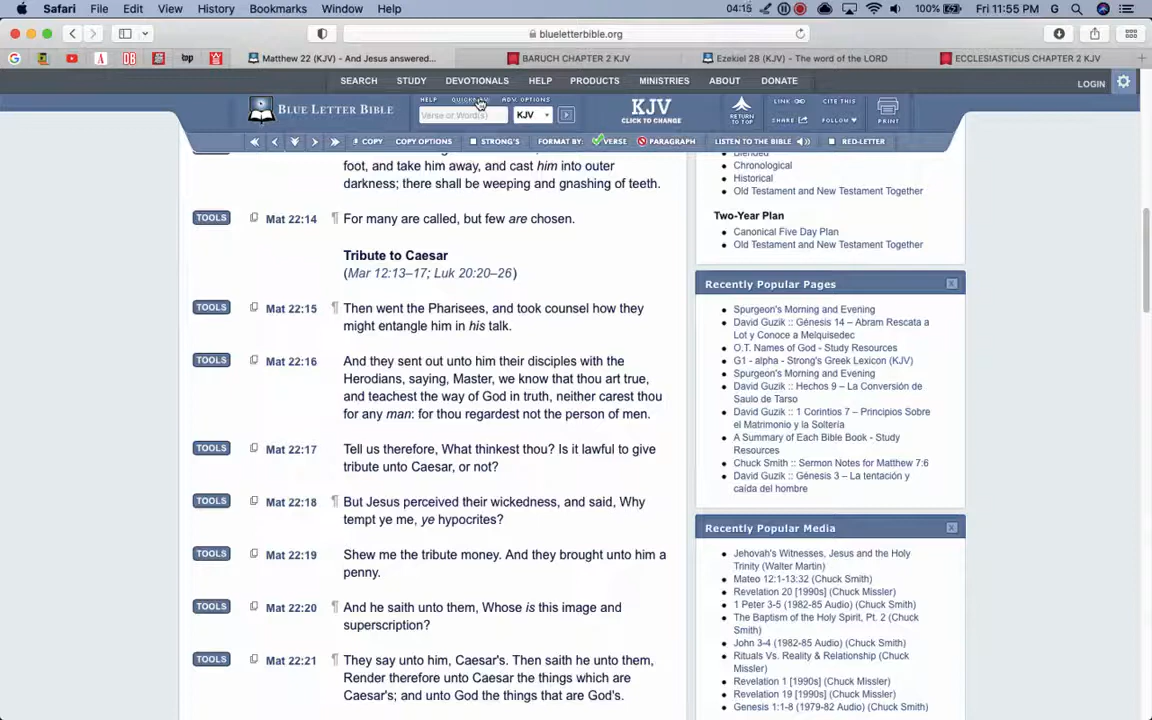 Safari File Edit View History Bookmarks Window Help 04:15 100% Fri 11:55 PM G
blueletterbible.org
Matthew 22 (KJV) - And Jesus answered... BARUCH CHAPTER 2 KJV Ezekiel 28 (KJV) - The word of the LORD ECCLESIASTICUS CHAPTER 2 KJV
SEARCH STUDY DEVOTIONALS HELP PRODUCTS MINISTRIES ABOUT DONATE LOGIN
HELP QUICKNAV ADV. OPTIONS
BLUE LETTER BIBLE
Verse or Word(s) KJV
KJV
CLICK TO CHANGE
RETURN
TO TOP
LINK CITE THIS
SHARE FOLLOW PRINT
COPY COPY OPTIONS STRONG'S FORMAT BY: VERSE PARAGRAPH LISTEN TO THE BIBLE RED-LETTER
foot, and take him away, and cast him into outer
darkness; there shall be weeping and gnashing of teeth.
TOOLS Mat 22:14 ¶ For many are called, but few are chosen.
Tribute to Caesar
(Mar 12:13–17; Luk 20:20–26)
TOOLS Mat 22:15 ¶ Then went the Pharisees, and took counsel how they
might entangle him in his talk.
TOOLS Mat 22:16 And they sent out unto him their disciples with the
Herodians, saying, Master, we know that thou art true,
and teachest the way of God in truth, neither carest thou
for any man: for thou regardest not the person of men.
TOOLS Mat 22:17 Tell us therefore, What thinkest thou? Is it lawful to give
tribute unto Caesar, or not?
TOOLS Mat 22:18 ¶ But Jesus perceived their wickedness, and said, Why
tempt ye me, ye hypocrites?
TOOLS Mat 22:19 Shew me the tribute money. And they brought unto him a
penny.
TOOLS Mat 22:20 ¶ And he saith unto them, Whose is this image and
superscription?
TOOLS Mat 22:21 ¶ They say unto him, Caesar's. Then saith he unto them,
Render therefore unto Caesar the things which are
Caesar's; and unto God the things that are God's.
Blended
Chronological
Historical
Old Testament and New Testament Together
Two-Year Plan
Canonical Five Day Plan
Old Testament and New Testament Together
Recently Popular Pages
Spurgeon's Morning and Evening
David Guzik :: Génesis 14 – Abram Rescata a
Lot y Conoce a Melquisedec
O.T. Names of God - Study Resources
G1 - alpha - Strong's Greek Lexicon (KJV)
Spurgeon's Morning and Evening
David Guzik :: Hechos 9 – La Conversión de
Saulo de Tarso
David Guzik :: 1 Corintios 7 – Principios Sobre
el Matrimonio y la Soltería
A Summary of Each Bible Book - Study
Resources
Chuck Smith :: Sermon Notes for Matthew 7:6
David Guzik :: Génesis 3 – La tentación y
caída del hombre
Recently Popular Media
Jehovah's Witnesses, Jesus and the Holy
Trinity (Walter Martin)
Mateo 12:1-13:32 (Chuck Smith)
Revelation 20 [1990s] (Chuck Missler)
1 Peter 3-5 (1982-85 Audio) (Chuck Smith)
The Baptism of the Holy Spirit, Pt. 2 (Chuck
Smith)
John 3-4 (1982-85 Audio) (Chuck Smith)
Rituals Vs. Reality & Relationship (Chuck
Missler)
Revelation 1 [1990s] (Chuck Missler)
Revelation 19 [1990s] (Chuck Missler)
Genesis 1:1-8 (1979-82 Audio) (Chuck Smith)